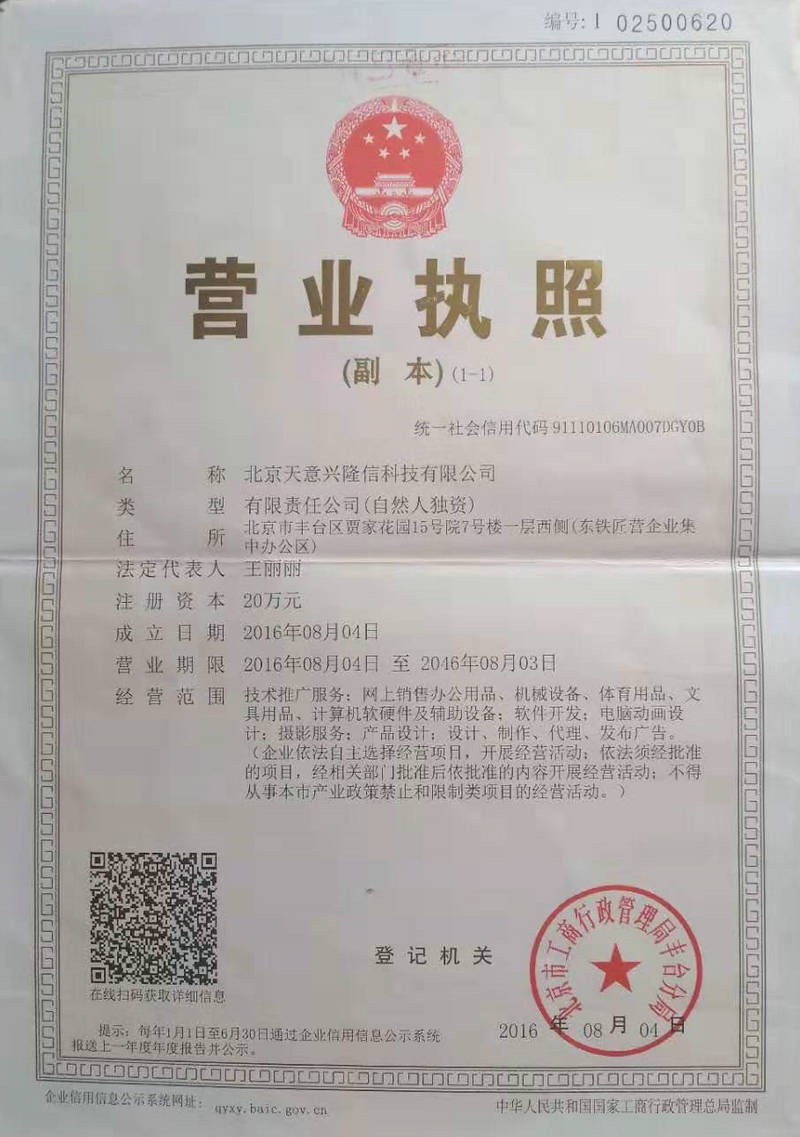 编号: 1 02500620
营业执照
(副 本) (1-1)
统一社会信用代码 91110106MA007DGY0B
名 称 北京天意兴隆信科技有限公司
类 型 有限责任公司(自然人独资)
住 所 北京市丰台区贾家花园15号院7号楼一层西侧(东铁匠营企业集
中办公区)
法定代表人 王丽丽
注册资本 20万元
成立日期 2016年08月04日
营业期限 2016年08月04日 至 2046年08月03日
经营范围 技术推广服务；网上销售办公用品、机械设备、体育用品、文
具用品、计算机软硬件及辅助设备；软件开发；电脑动画设
计；摄影服务；产品设计；设计、制作、代理、发布广告。
（企业依法自主选择经营项目，开展经营活动；依法须经批准
的项目，经相关部门批准后依批准的内容开展经营活动；不得
从事本市产业政策禁止和限制类项目的经营活动。）
在线扫码获取详细信息
登记机关
北京市工商行政管理局丰台分局
2016 年 08 月 04 日
提示：每年1月1日至6月30日通过企业信用信息公示系统
报送上一年度年度报告并公示。
企业信用信息公示系统网址： qyxy.baic.gov.cn
中华人民共和国国家工商行政管理总局监制